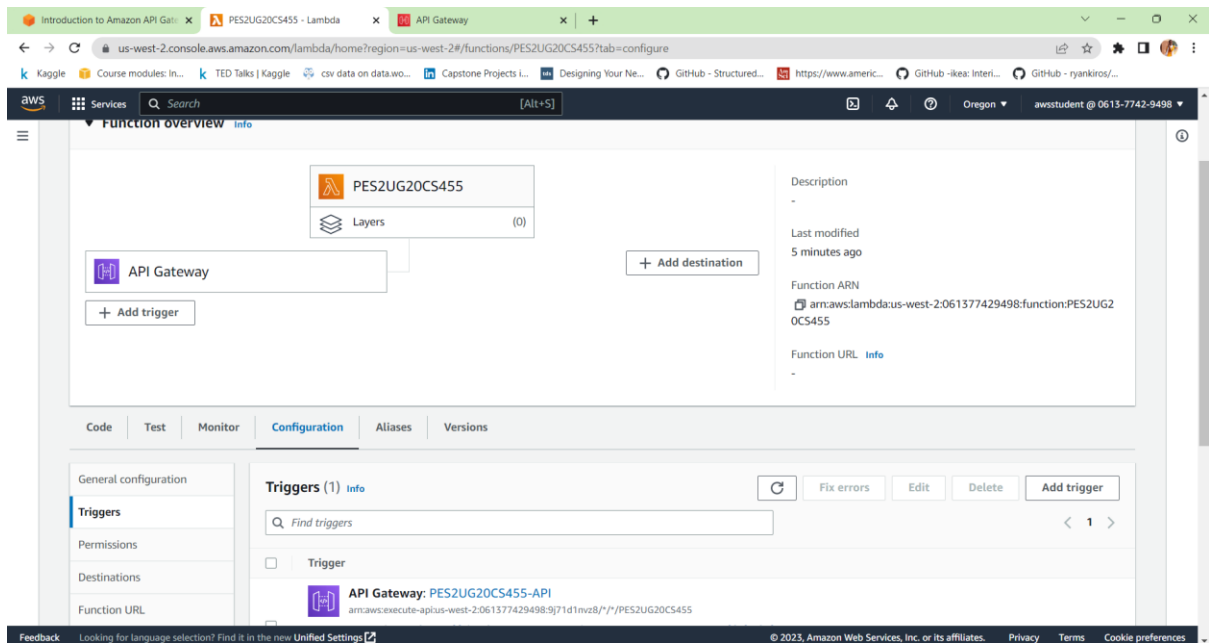 Introduction to Amazon API Gate
PES2UG20CS455 - Lambda
API Gateway
us-west-2.console.aws.amazon.com/lambda/home?region=us-west-2#/functions/PES2UG20CS455?tab=configure
Kaggle
Course modules: In...
TED Talks | Kaggle
csv data on data.wo...
Capstone Projects i...
Designing Your Ne...
GitHub - Structured...
https://www.americ...
GitHub -ikea: Interi...
GitHub - ryankiros/...
aws
Services
Search
[Alt+S]
Oregon
awsstudent @ 0613-7742-9498
Function overview Info
PES2UG20CS455
Layers
(0)
API Gateway
+ Add trigger
+ Add destination
Description
-
Last modified
5 minutes ago
Function ARN
arn:aws:lambda:us-west-2:061377429498:function:PES2UG2
0CS455
Function URL Info
-
Code
Test
Monitor
Configuration
Aliases
Versions
General configuration
Triggers
Permissions
Destinations
Function URL
Triggers (1) Info
Fix errors
Edit
Delete
Add trigger
Find triggers
1
Trigger
API Gateway: PES2UG20CS455-API
arn:aws:execute-api:us-west-2:061377429498:9j71d1nvz8/*/*/PES2UG20CS455
Feedback
Looking for language selection? Find it in the new Unified Settings
© 2023, Amazon Web Services, Inc. or its affiliates.
Privacy
Terms
Cookie preferences